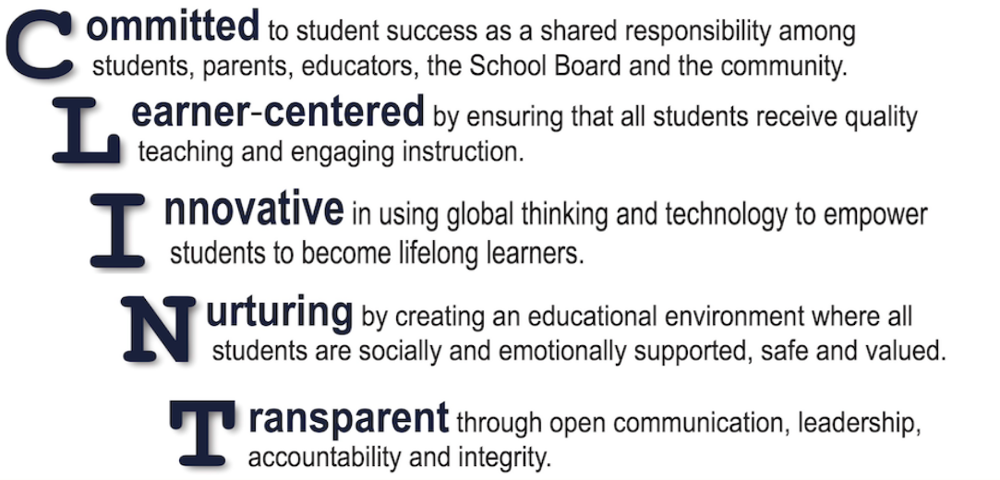 Committed to student success as a shared responsibility among
students, parents, educators, the School Board and the community.
Learner-centered by ensuring that all students receive quality
teaching and engaging instruction.
Innovative in using global thinking and technology to empower
students to become lifelong learners.
Nurturing by creating an educational environment where all
students are socially and emotionally supported, safe and valued.
Transparent through open communication, leadership,
accountability and integrity.